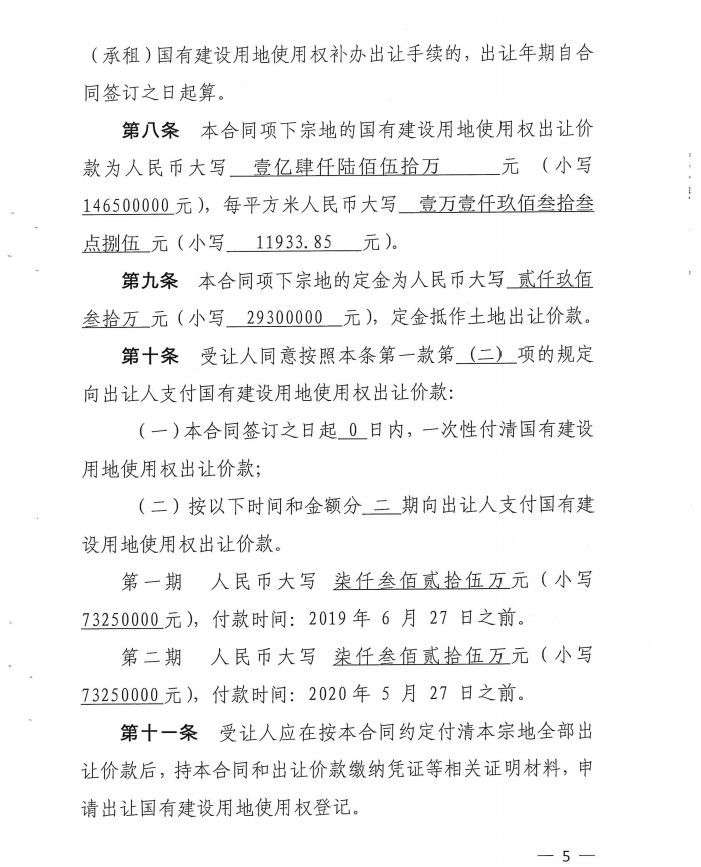 （承租）国有建设用地使用权补办出让手续的，出让年期自合
同签订之日起算。
第八条 本合同项下宗地的国有建设用地使用权出让价
款为人民币大写 壹亿肆仟陆佰伍拾万 元 （小写
146500000元），每平方米人民币大写 壹万壹仟玖佰叁拾叁
点捌伍 元（小写 11933.85 元）。
第九条 本合同项下宗地的定金为人民币大写 贰仟玖佰
叁拾万 元（小写 29300000 元），定金抵作土地出让价款。
第十条 受让人同意按照本条第一款第 （二） 项的规定
向出让人支付国有建设用地使用权出让价款：
（一）本合同签订之日起 0 日内，一次性付清国有建设
用地使用权出让价款；
（二）按以下时间和金额分 二 期向出让人支付国有建
设用地使用权出让价款。
第一期 人民币大写 柒仟叁佰贰拾伍万元（小写
73250000元），付款时间：2019年 6 月 27 日之前。
第二期 人民币大写 柒仟叁佰贰拾伍万元（小写
73250000元），付款时间：2020年 5 月 27 日之前。
第十一条 受让人应在按本合同约定付清本宗地全部出
让价款后，持本合同和出让价款缴纳凭证等相关证明材料，申
请出让国有建设用地使用权登记。
— 5 —